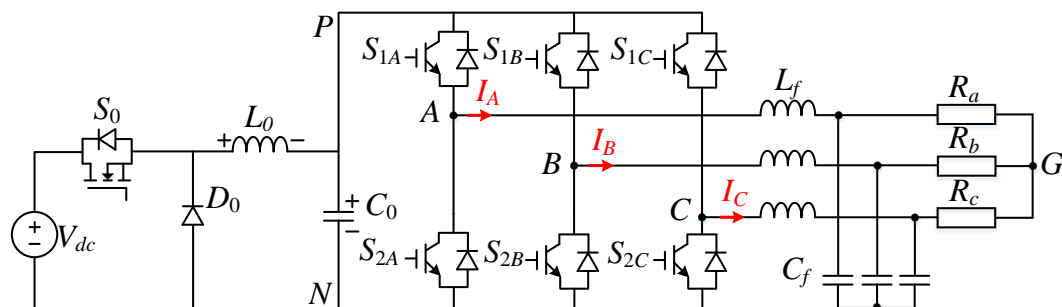 P
S1A
S1B
S1C
S0
L0
A
IA
Lf
Ra
B
IB
Rb
G
D0
C0
C
IC
Rc
Vdc
S2A
S2B
S2C
Cf
N